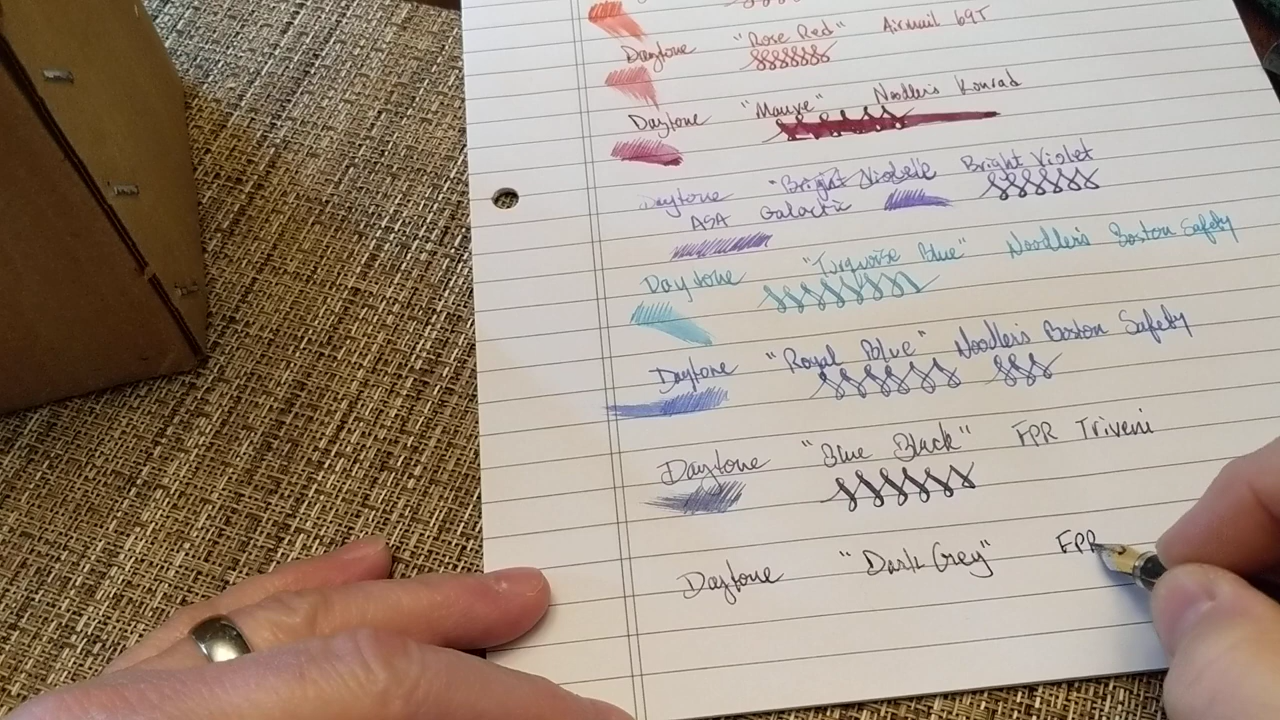 Daytone "Rose Red" Airmail 69T
Daytone "Mauve" Noodler's Konrad
Daytone "Bright Violet" Bright Violet
ASA Galactic
Daytone "Turquoise Blue" Noodler's Boston Safety
Daytone "Royal Blue" Noodler's Boston Safety
Daytone "Blue Black" FPR Triveni
Daytone "Dark Grey" FPR